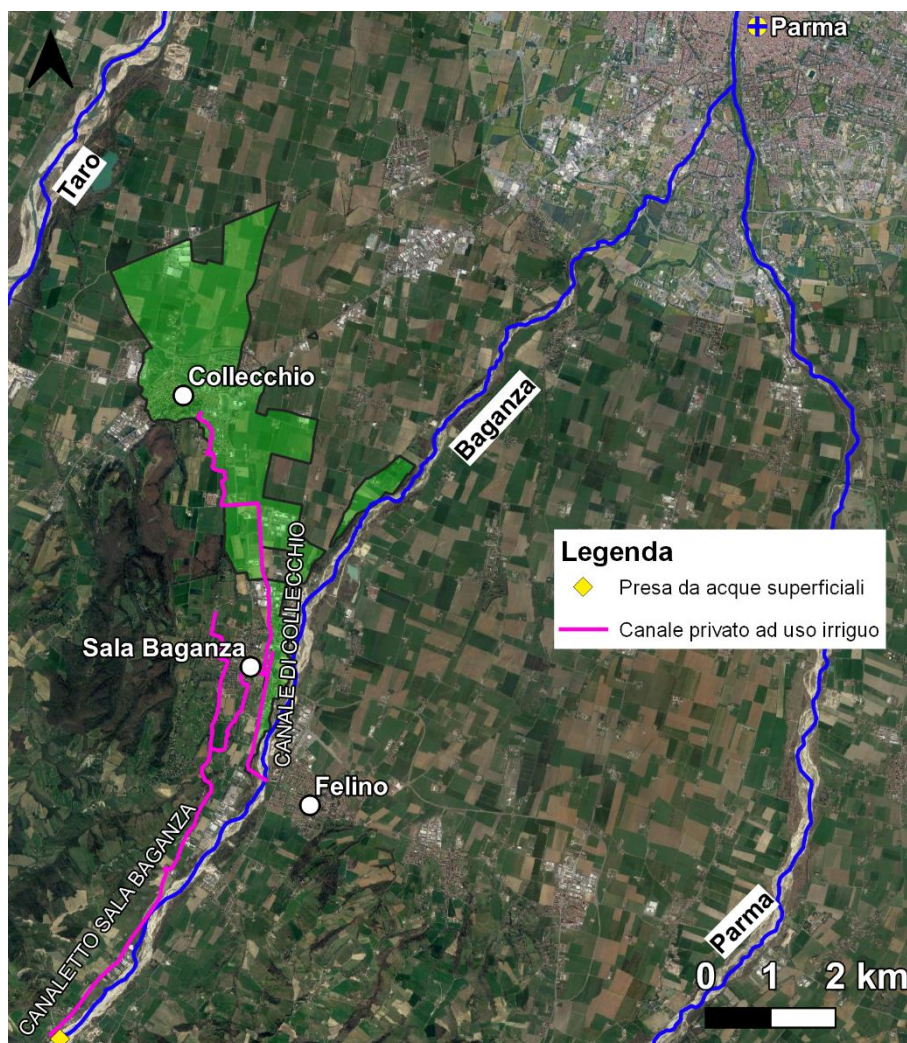 Parma
Taro
Collecchio
Baganza
CANALE DI COLLECCHIO
Legenda
Presa da acque superficiali
Canale privato ad uso irriguo
Sala Baganza
Felino
CANALETTO SALA BAGANZA
Parma
0 1 2 km